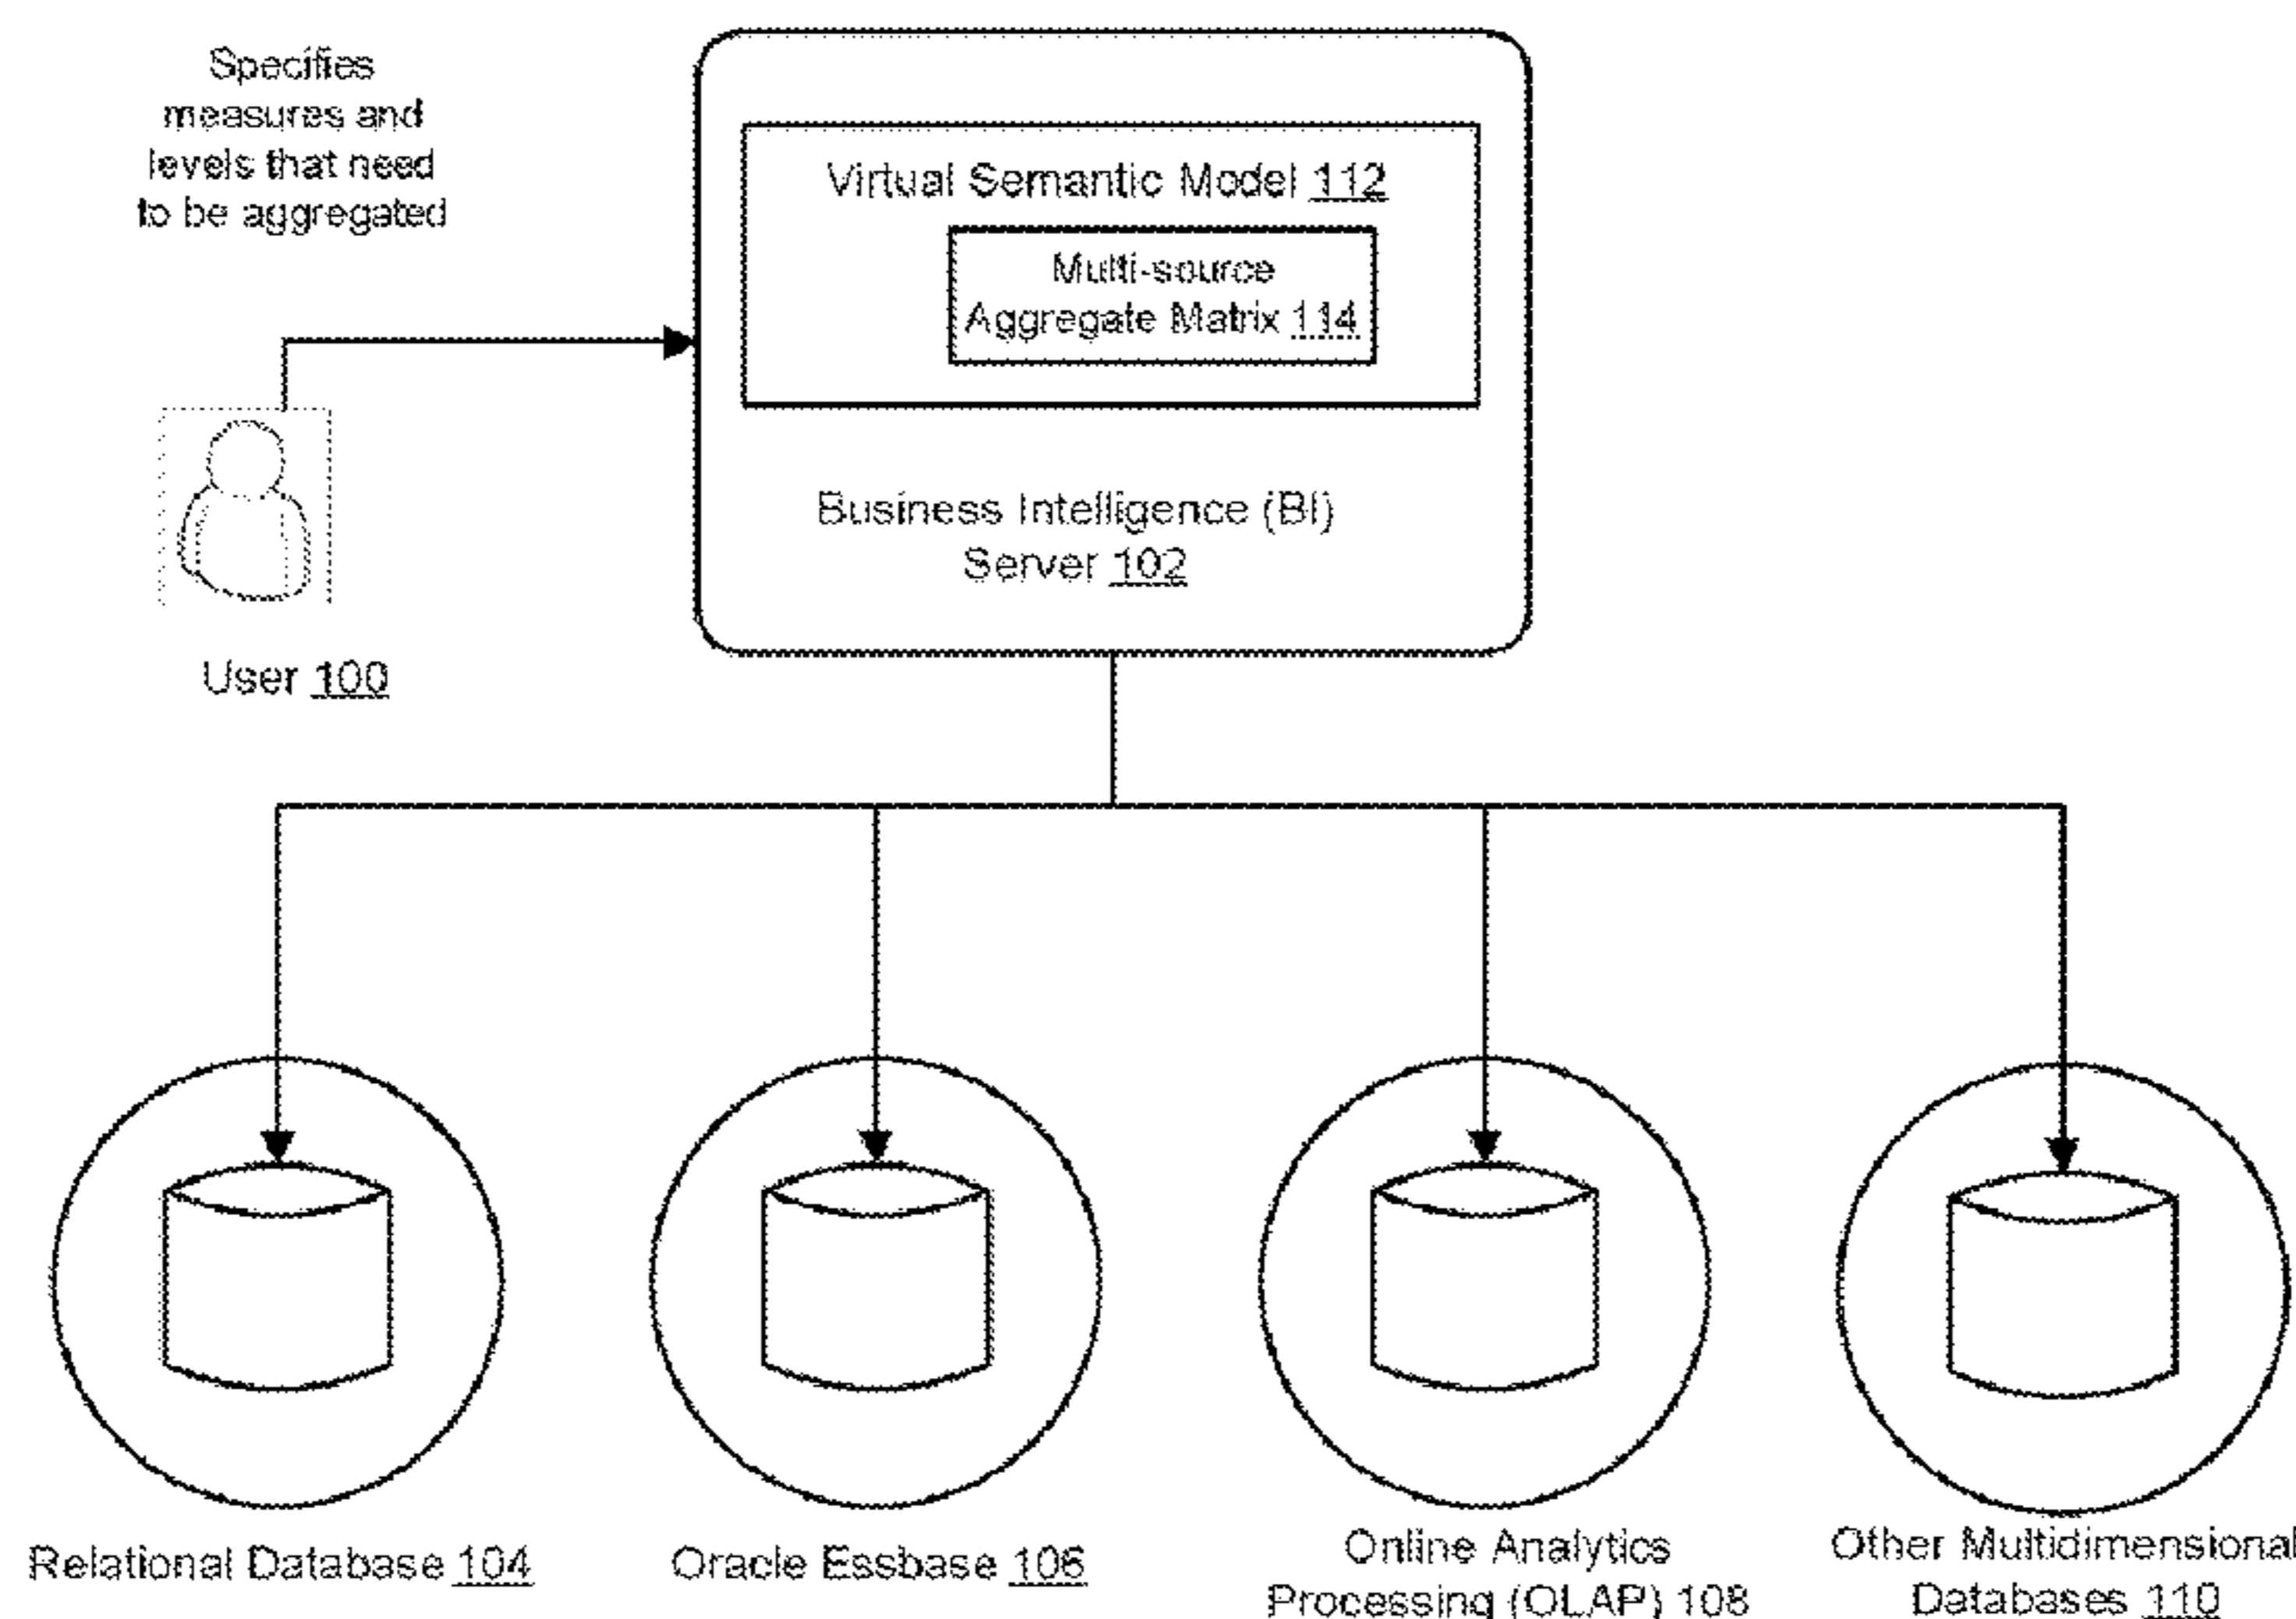 Specifies
measures and
levels that need
to be aggregated
Virtual Semantic Model 112
Multi-source
Aggregate Matrix 114
Business Intelligence (BI)
Server 102
User 100
Relational Database 104
Oracle Essbase 106
Online Analytics
Processing (OLAP) 108
Other Multidimensional
Databases 110